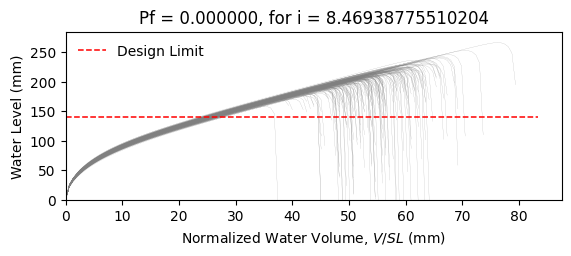 Pf = 0.000000, for i = 8.46938775510204
Design Limit
Water Level (mm)
250
200
150
100
50
0
0 10 20 30 40 50 60 70 80
Normalized Water Volume, V/SL (mm)